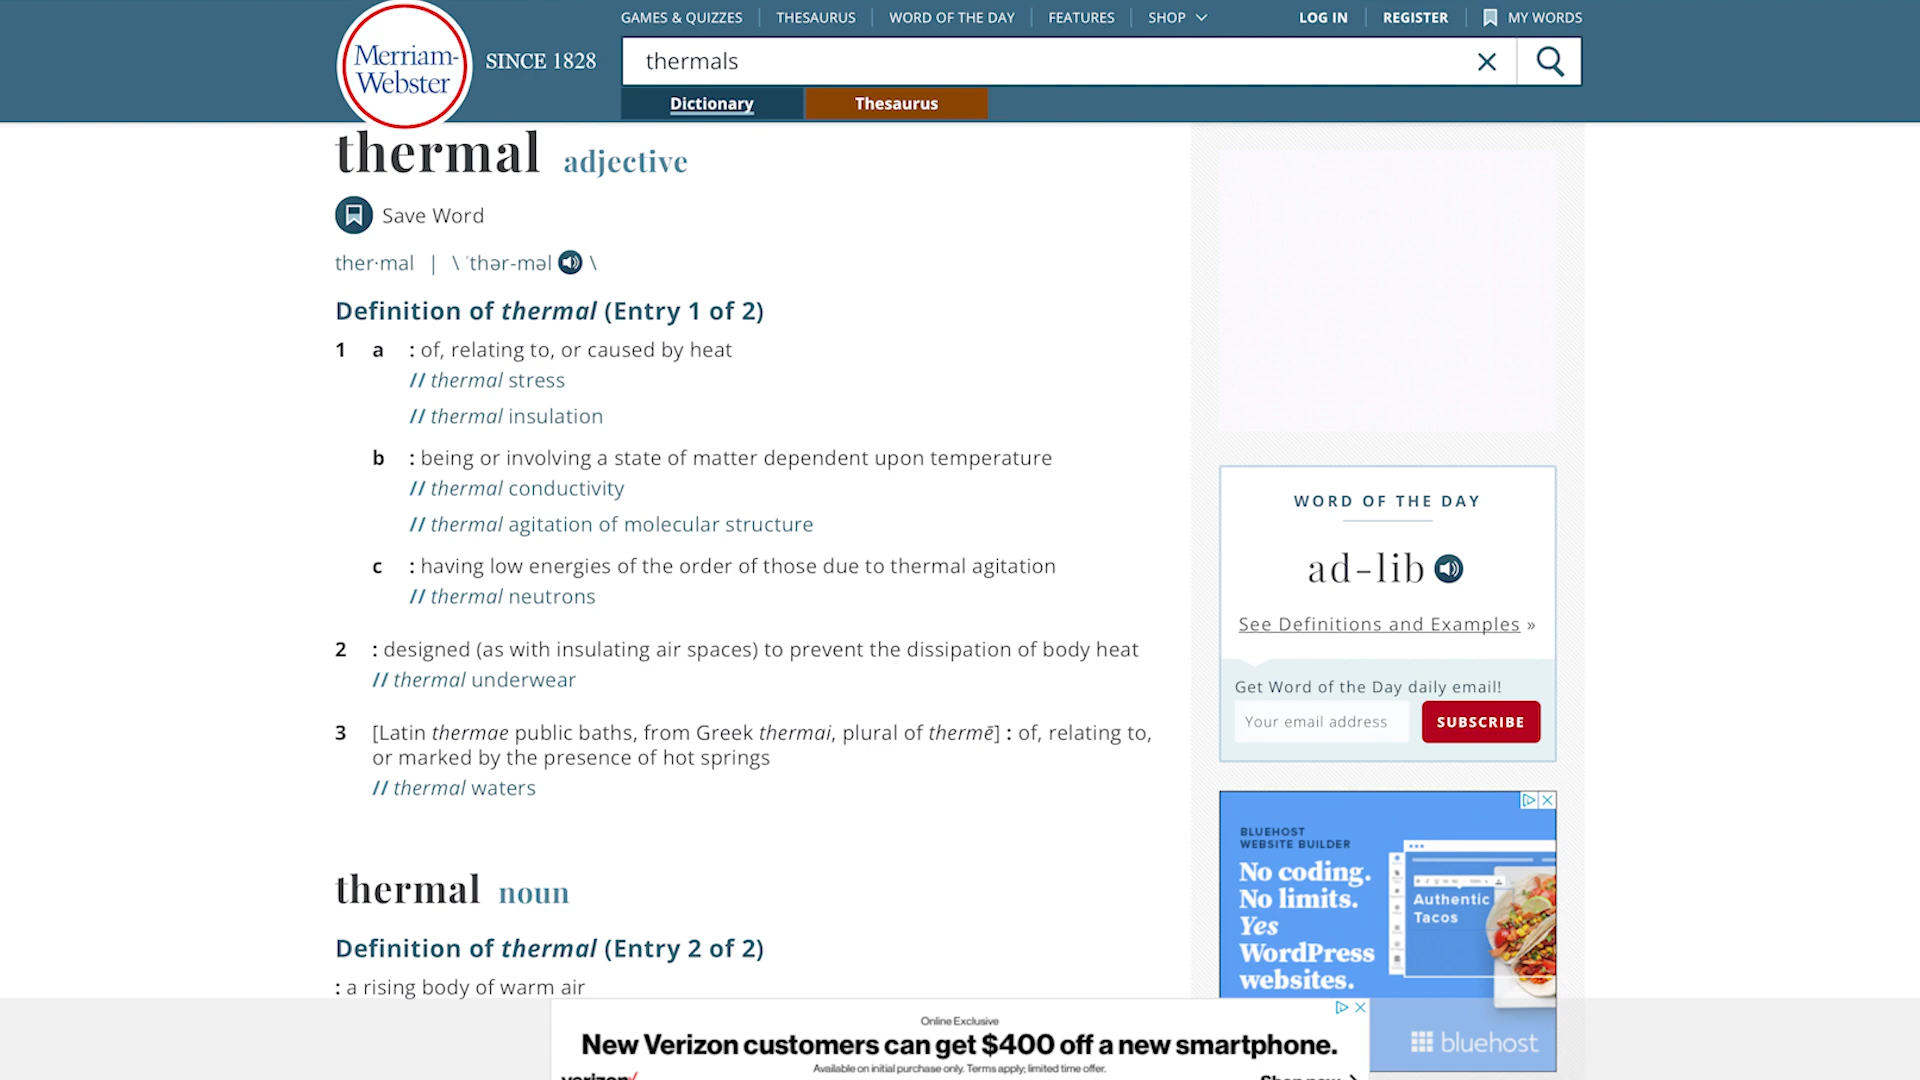 GAMES & QUIZZES THESAURUS WORD OF THE DAY FEATURES SHOP LOG IN REGISTER MY WORDS
Merriam-
Webster
SINCE 1828
thermals
Dictionary Thesaurus
thermal adjective
Save Word
ther·mal | \ ˈthər-məl \
Definition of thermal (Entry 1 of 2)
1 a : of, relating to, or caused by heat
// thermal stress
// thermal insulation
b : being or involving a state of matter dependent upon temperature
// thermal conductivity
// thermal agitation of molecular structure
c : having low energies of the order of those due to thermal agitation
// thermal neutrons
2 : designed (as with insulating air spaces) to prevent the dissipation of body heat
// thermal underwear
3 [Latin thermae public baths, from Greek thermai, plural of thermē] : of, relating to,
or marked by the presence of hot springs
// thermal waters
thermal noun
Definition of thermal (Entry 2 of 2)
: a rising body of warm air
WORD OF THE DAY
ad-lib
See Definitions and Examples »
Get Word of the Day daily email!
Your email address SUBSCRIBE
BLUEHOST
WEBSITE BUILDER
No coding.
No limits.
Yes
WordPress
websites.
Authentic
Tacos
bluehost
Online Exclusive
New Verizon customers can get $400 off a new smartphone.
Available on initial purchase only. Terms apply; limited time offer.
verizon Shop now